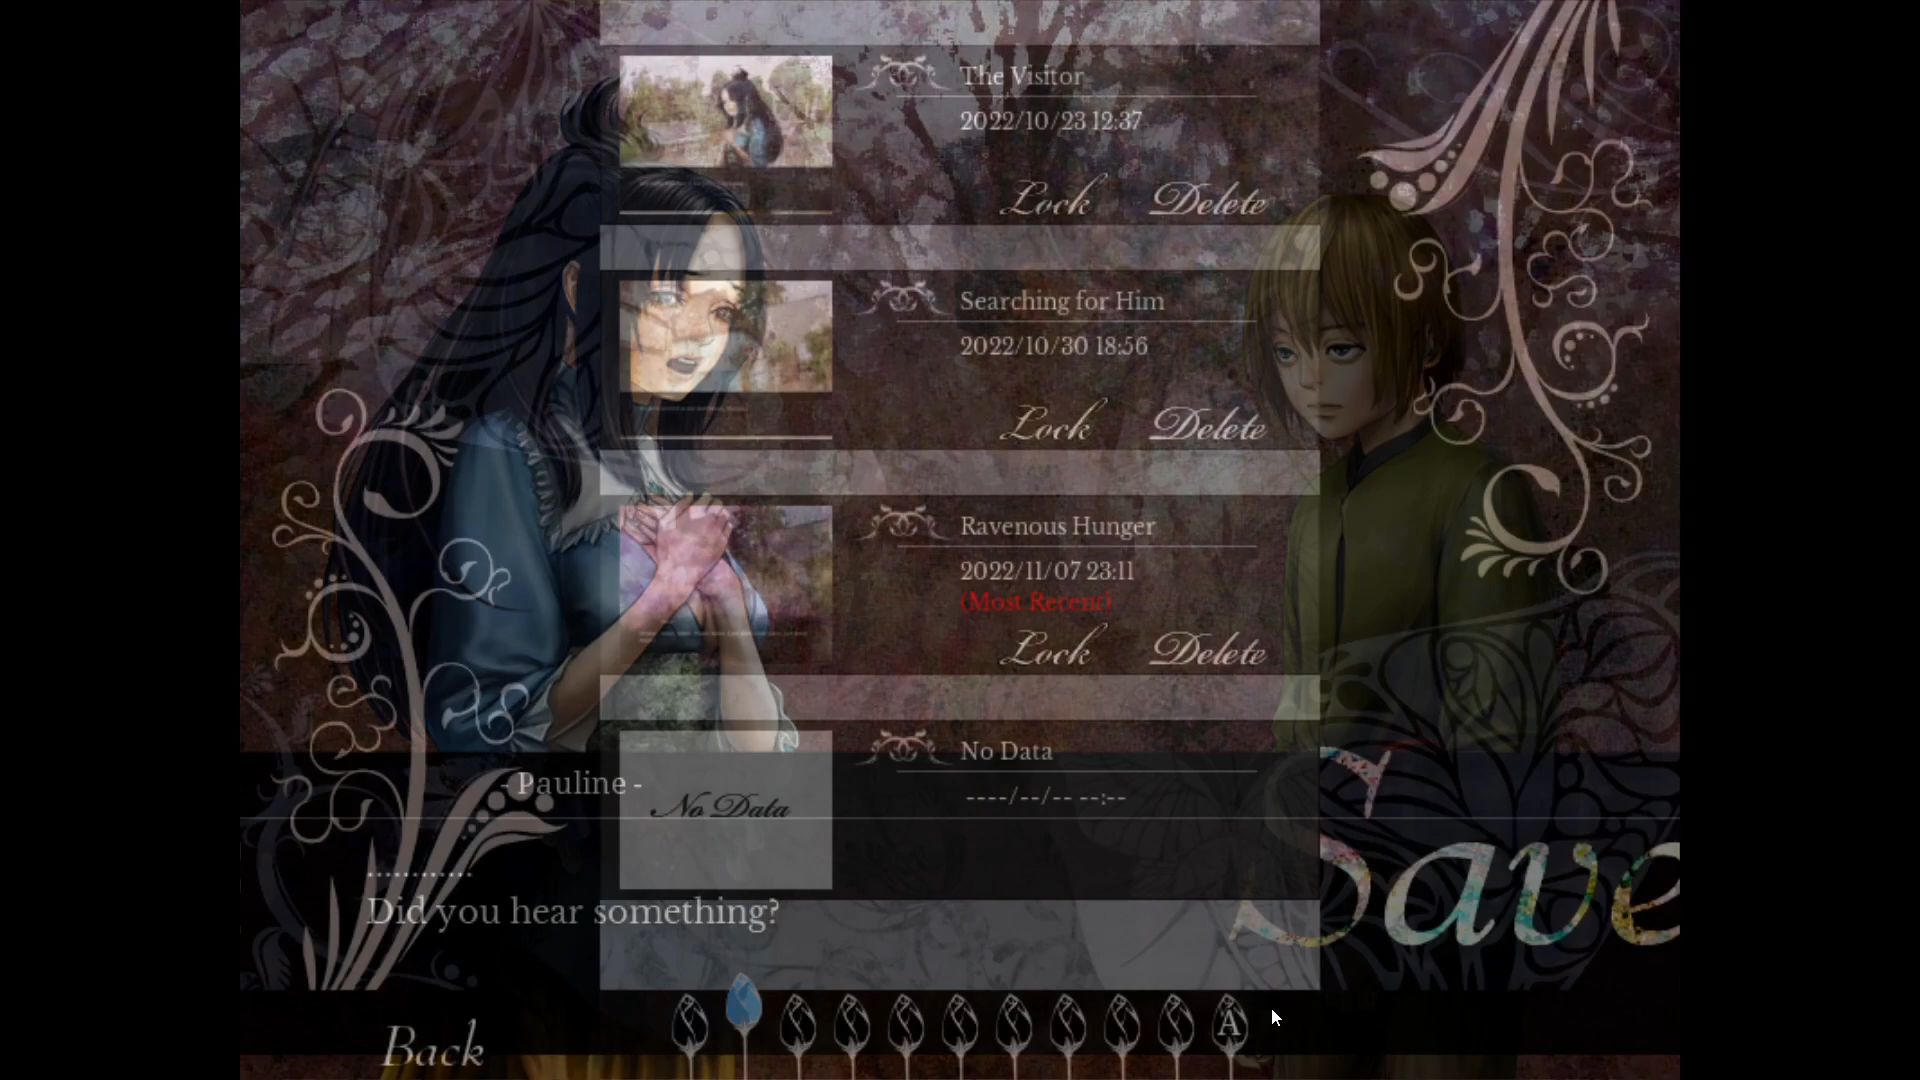 The Visitor
2022/10/23 12:37
Lock Delete
Searching for Him
2022/10/30 18:56
Lock Delete
Ravenous Hunger
2022/11/07 23:11
(Most Recent)
Lock Delete
No Data
No Data
----/--/-- --:--
- Pauline -
............
Did you hear something?
Save
Back
A